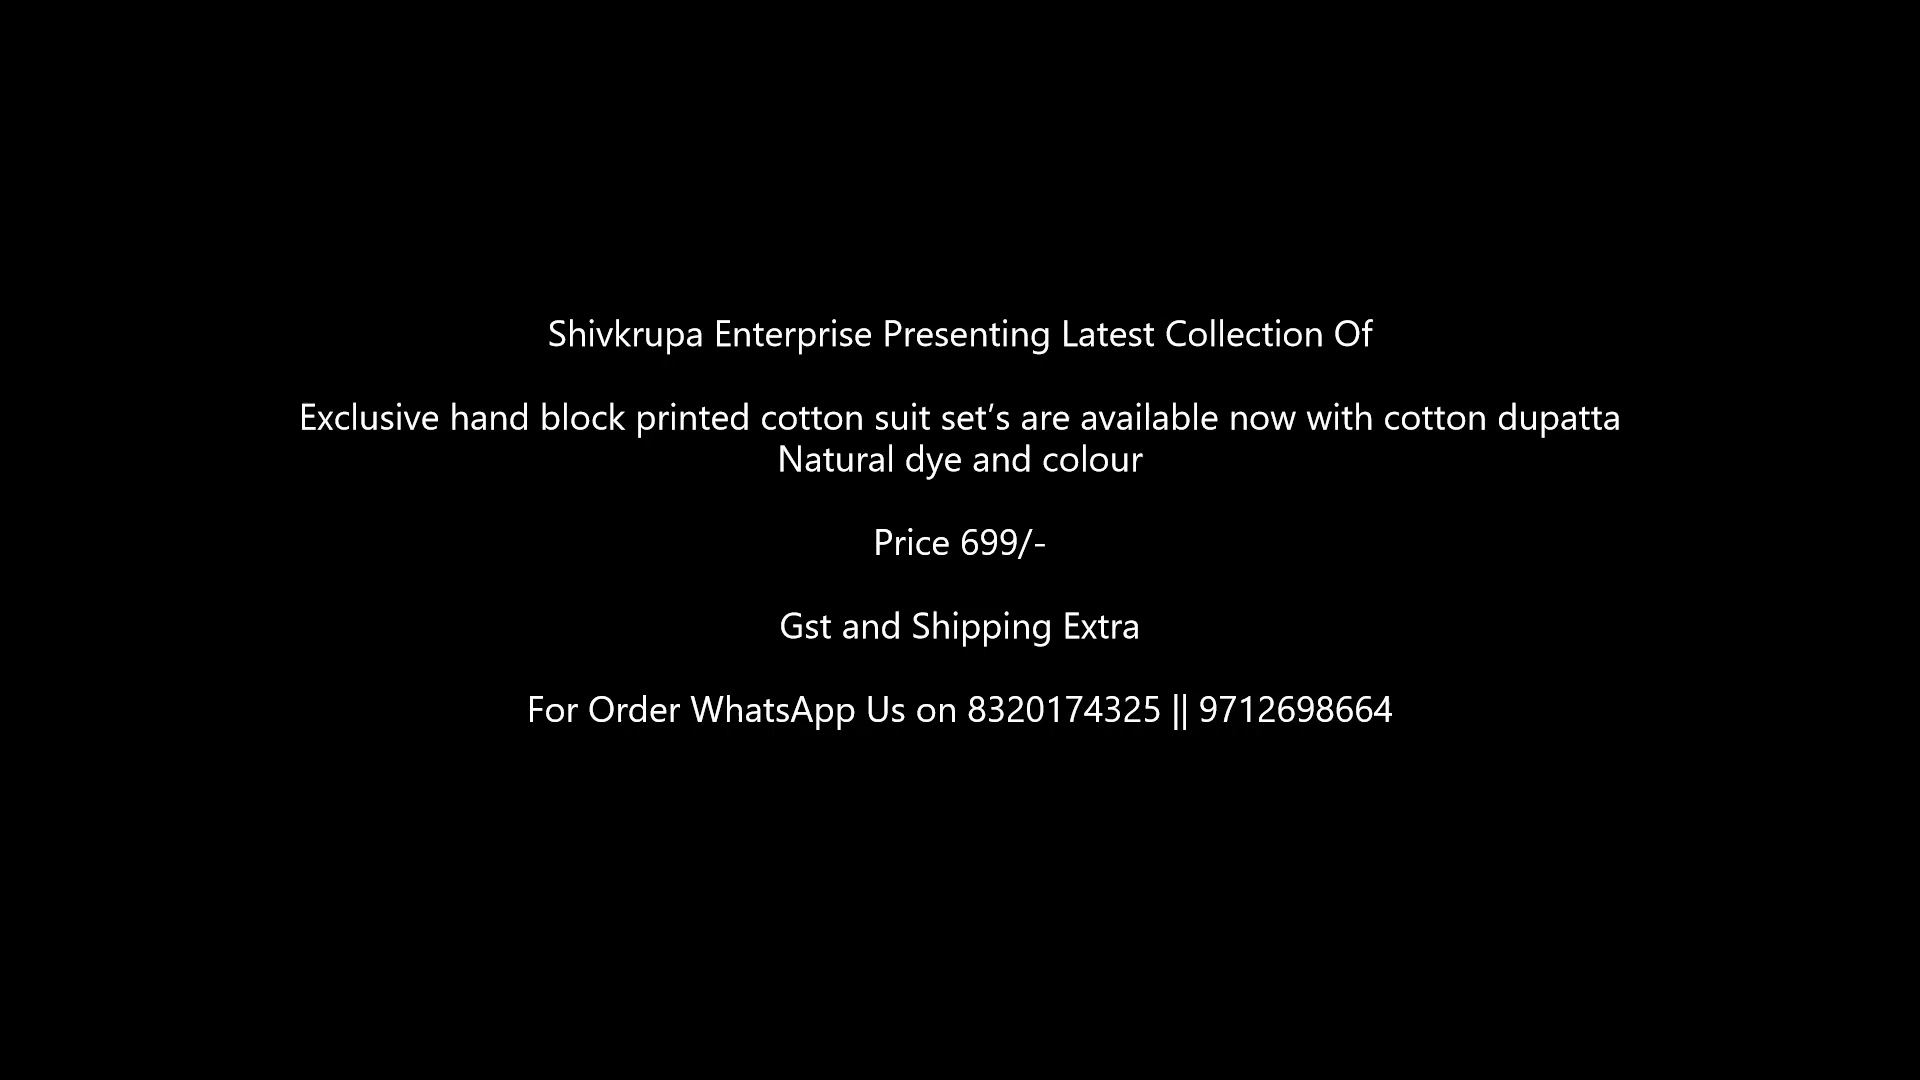 Shivkrupa Enterprise Presenting Latest Collection Of
Exclusive hand block printed cotton suit set’s are available now with cotton dupatta
Natural dye and colour
Price 699/-
Gst and Shipping Extra
For Order WhatsApp Us on 8320174325 || 9712698664